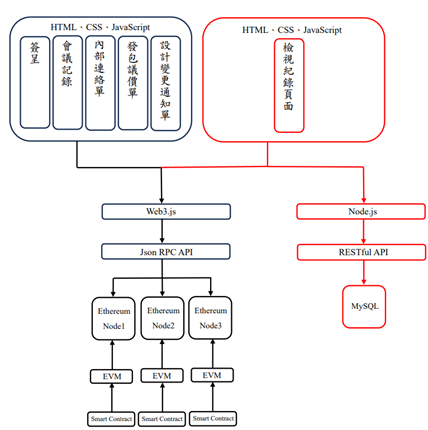 HTML、CSS、JavaScript
簽呈
會議記錄
內部連絡單
發包議價單
設計變更通知單
HTML、CSS、JavaScript
檢視紀錄頁面
Web3.js
Node.js
Json RPC API
RESTful API
Ethereum
Node1
Ethereum
Node2
Ethereum
Node3
MySQL
EVM
EVM
EVM
Smart Contract
Smart Contract
Smart Contract